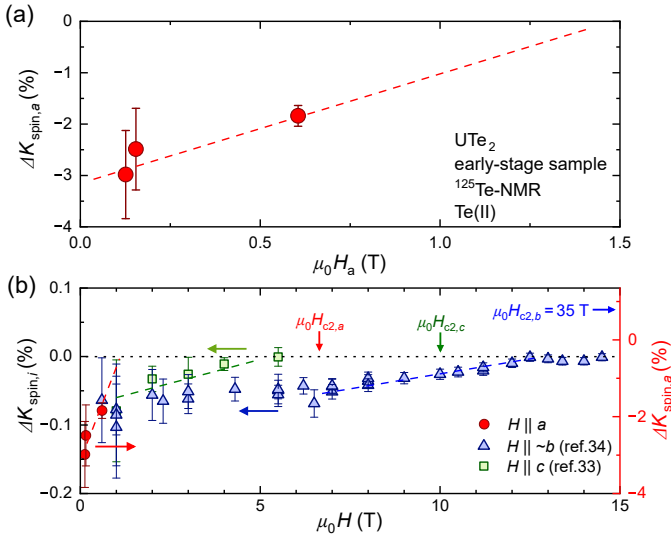 (a)
0
−1
−2
−3
−4
ΔK_spin,a (%)
0.0
0.5
1.0
1.5
μ₀H_a (T)
UTe₂
early-stage sample
¹²⁵Te-NMR
Te(II)
(b)
0.1
0.0
−0.1
−0.2
ΔK_spin,i (%)
μ₀H_c2,a
μ₀H_c2,c
μ₀H_c2,b = 35 T
H || a
H || ~b (ref.34)
H || c (ref.33)
0
5
10
15
μ₀H (T)
0
−2
−4
ΔK_spin,a (%)